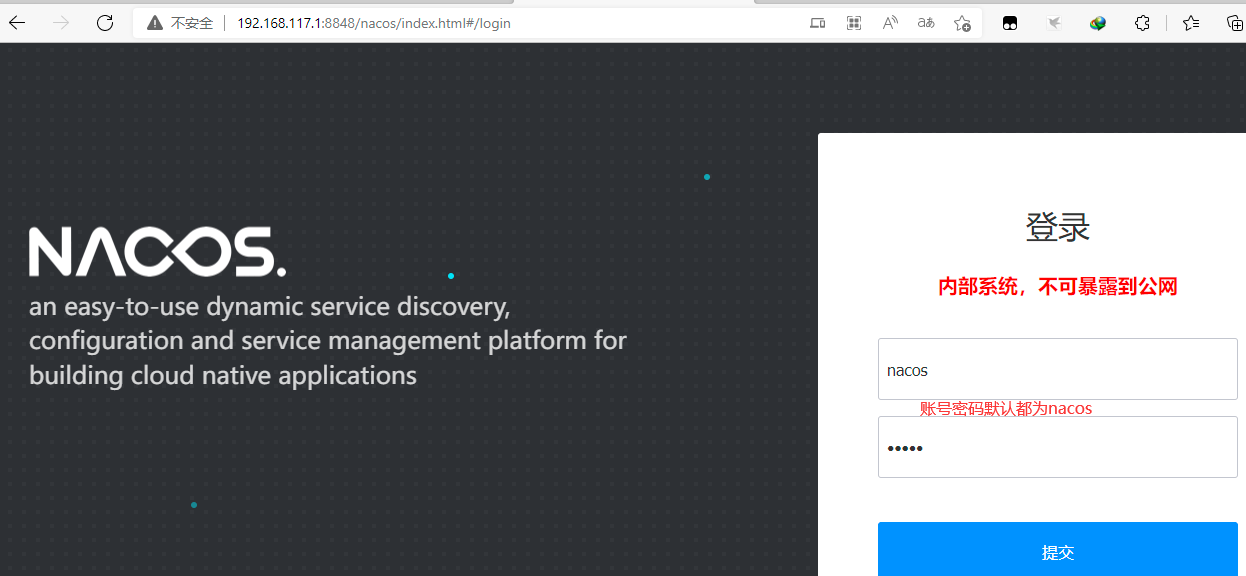 不安全 192.168.117.1:8848/nacos/index.html#/login
NACOS.
an easy-to-use dynamic service discovery,
configuration and service management platform for
building cloud native applications
登录
内部系统，不可暴露到公网
nacos
账号密码默认都为nacos
•••••
提交